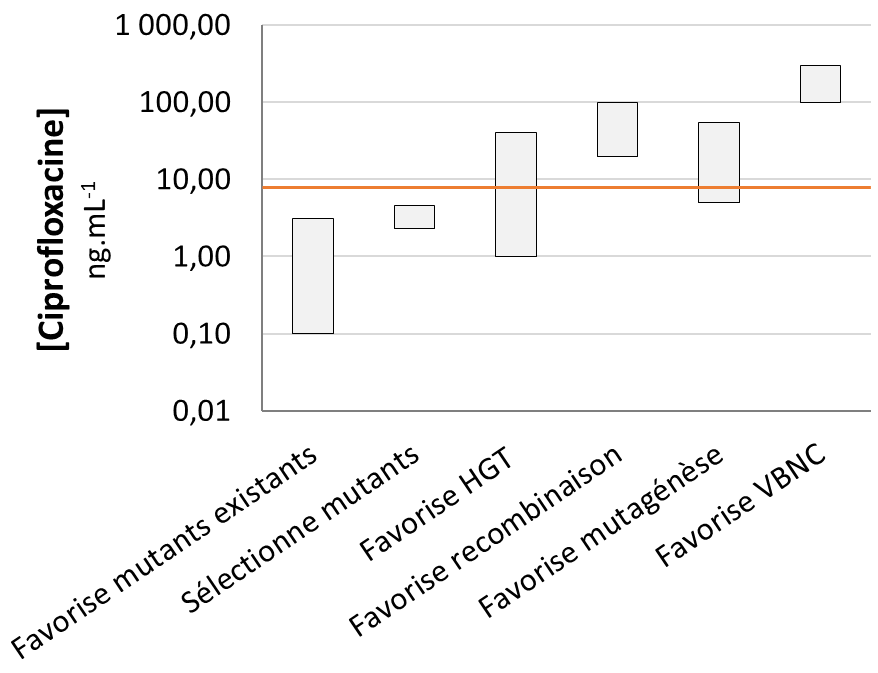 1 000,00
100,00
10,00
1,00
0,10
0,01
[Ciprofloxacine]
ng.mL⁻¹
Favorise mutants existants
Sélectionne mutants
Favorise HGT
Favorise recombinaison
Favorise mutagénèse
Favorise VBNC